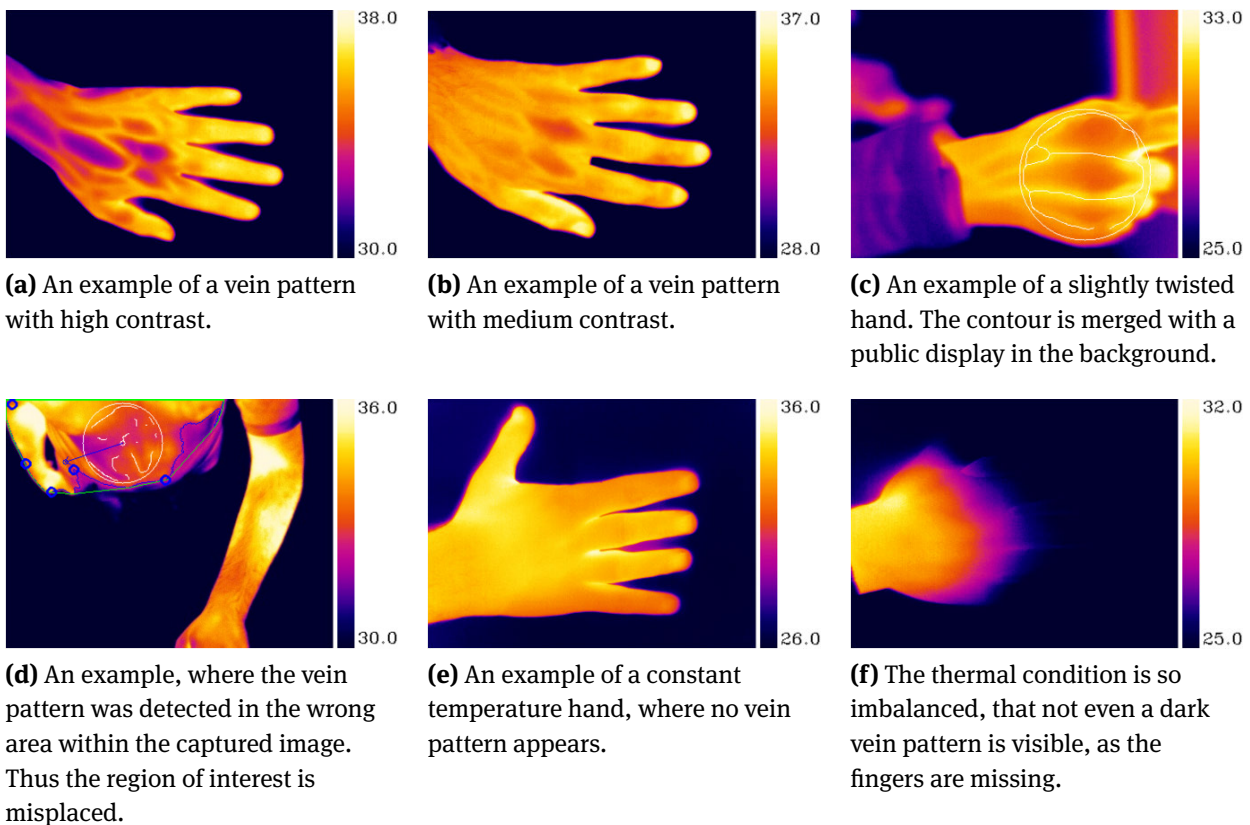 38.0
30.0
(a) An example of a vein pattern
with high contrast.
37.0
28.0
(b) An example of a vein pattern
with medium contrast.
33.0
25.0
(c) An example of a slightly twisted
hand. The contour is merged with a
public display in the background.
36.0
30.0
(d) An example, where the vein
pattern was detected in the wrong
area within the captured image.
Thus the region of interest is
misplaced.
36.0
26.0
(e) An example of a constant
temperature hand, where no vein
pattern appears.
32.0
25.0
(f) The thermal condition is so
imbalanced, that not even a dark
vein pattern is visible, as the
fingers are missing.